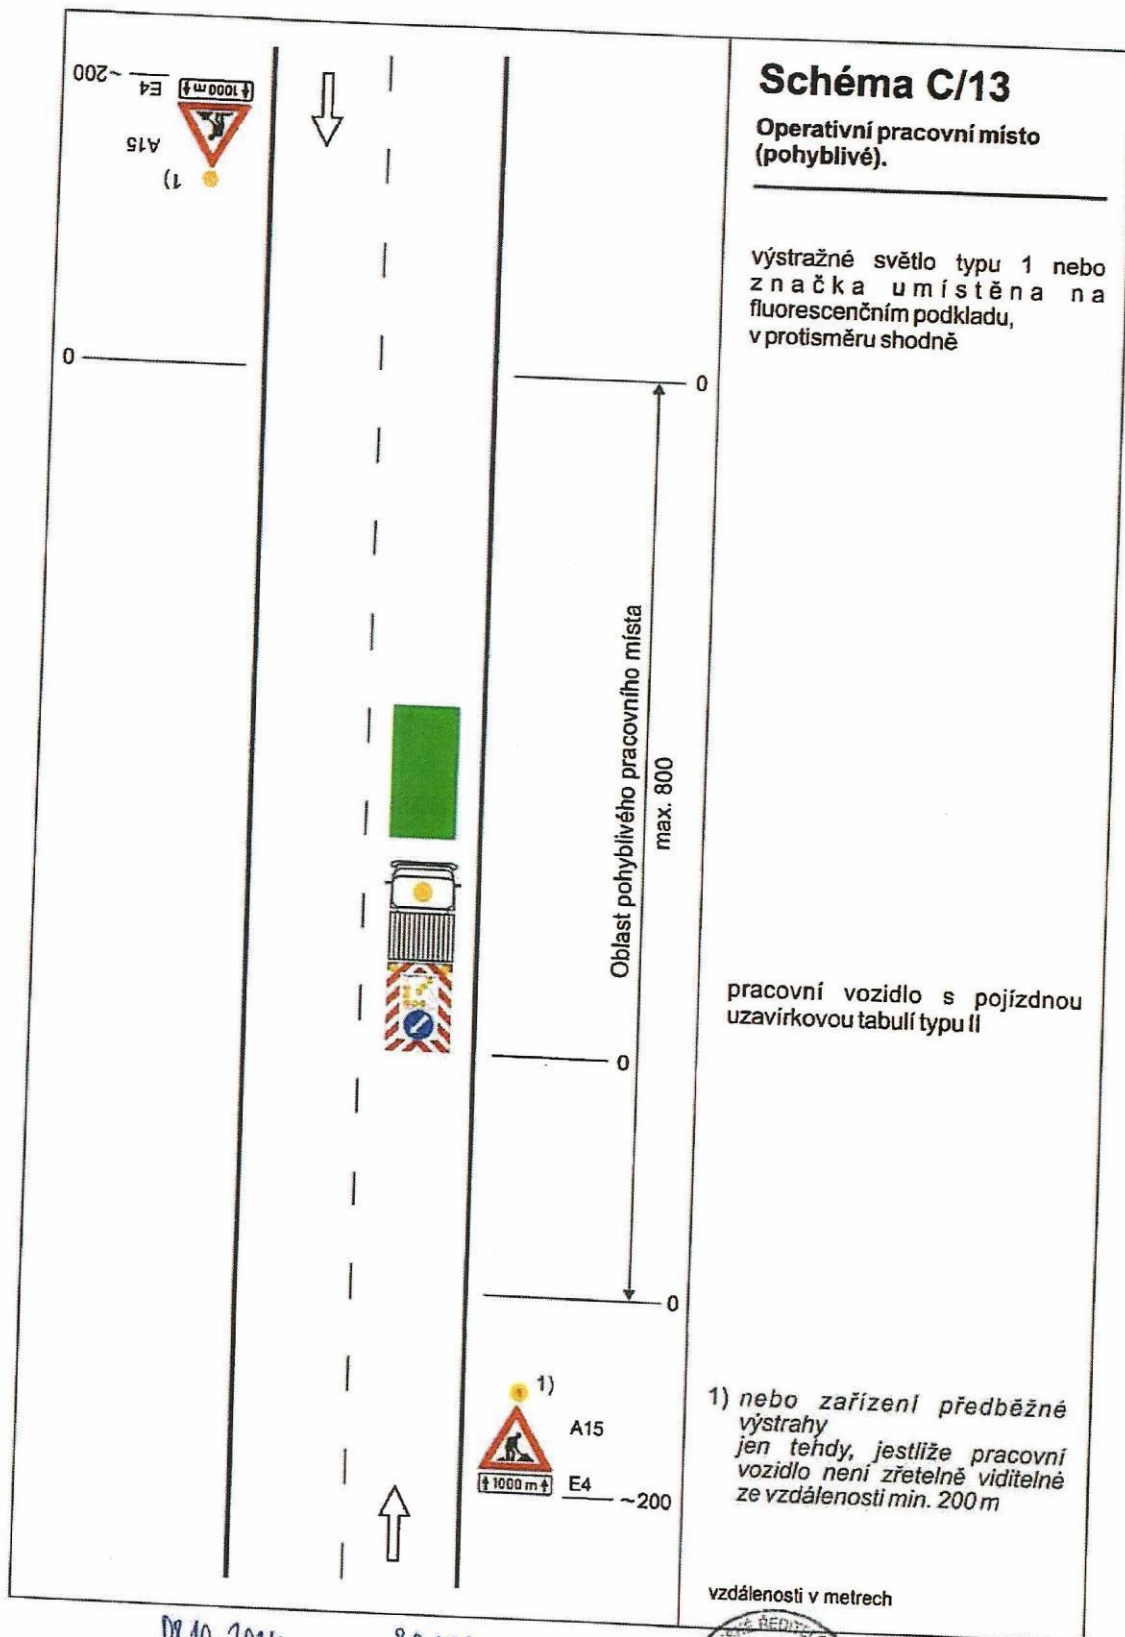 Schéma C/13
Operativní pracovní místo
(pohyblivé).
~200
E4
1000 m
A15
1)
výstražné světlo typu 1 nebo
značka umístěna na
fluorescenčním podkladu,
v protisměru shodně
0
0
Oblast pohyblivého pracovního místa
max. 800
pracovní vozidlo s pojízdnou
uzavírkovou tabulí typu II
0
0
1)
A15
1000 m
E4
~200
1) nebo zařízení předběžné
výstrahy
jen tehdy, jestliže pracovní
vozidlo není zřetelně viditelné
ze vzdálenosti min. 200 m
vzdálenosti v metrech